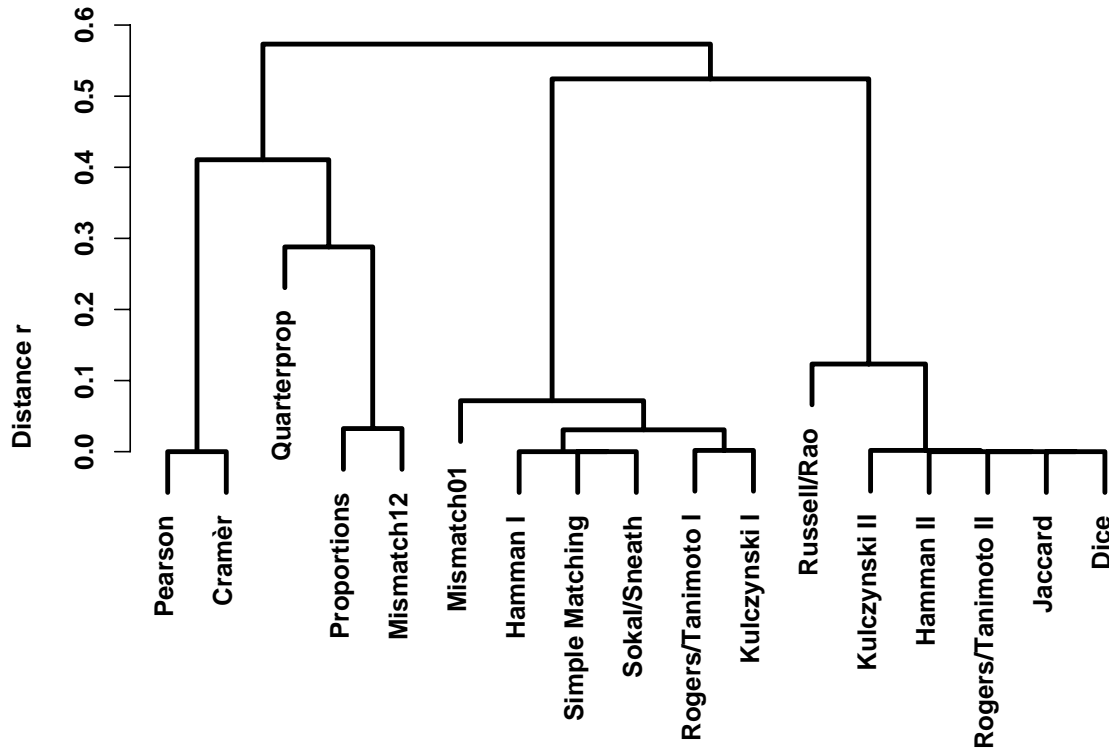 0.6
0.5
0.4
0.3
0.2
0.1
0.0
Distance r
Pearson
Cramèr
Quarterprop
Proportions
Mismatch12
Mismatch01
Hamman I
Simple Matching
Sokal/Sneath
Rogers/Tanimoto I
Kulczynski I
Russell/Rao
Kulczynski II
Hamman II
Rogers/Tanimoto II
Jaccard
Dice